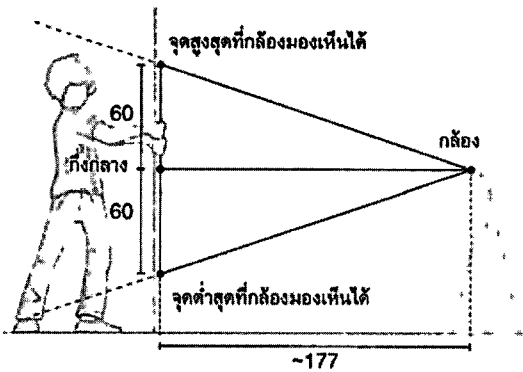 จุดสูงสุดที่กล้องมองเห็นได้
60
กล้อง
กึ่งกลาง
60
จุดต่ำสุดที่กล้องมองเห็นได้
~177